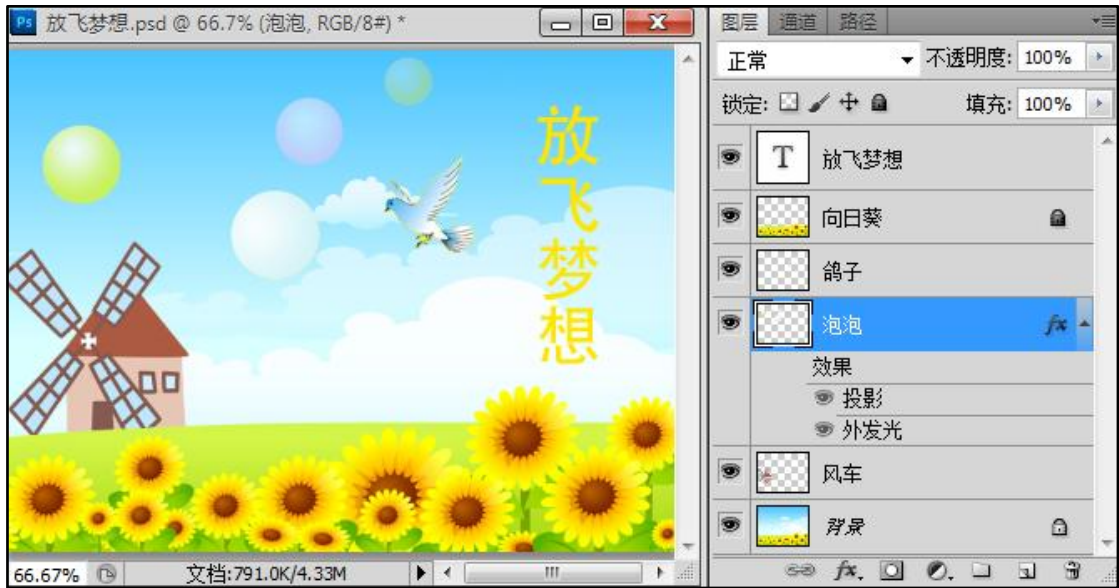 Ps 放飞梦想.psd @ 66.7% (泡泡, RGB/8#) *
放飞梦想
66.67%
文档:791.0K/4.33M
图层 通道 路径
正常 不透明度: 100%
锁定: 填充: 100%
T 放飞梦想
向日葵
鸽子
泡泡 fx
效果
投影
外发光
风车
背景
fx.